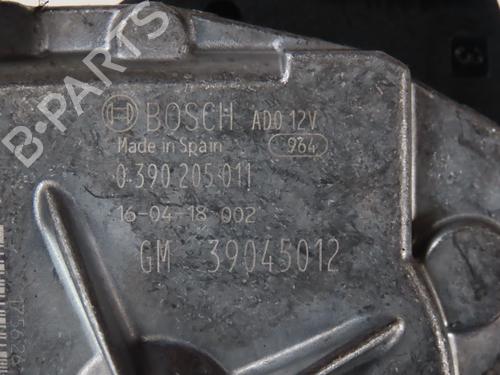 BOSCH ADO 12V
Made in Spain 964
0 390 205 011
16-04-18 002
GM 39045012
B-PARTS